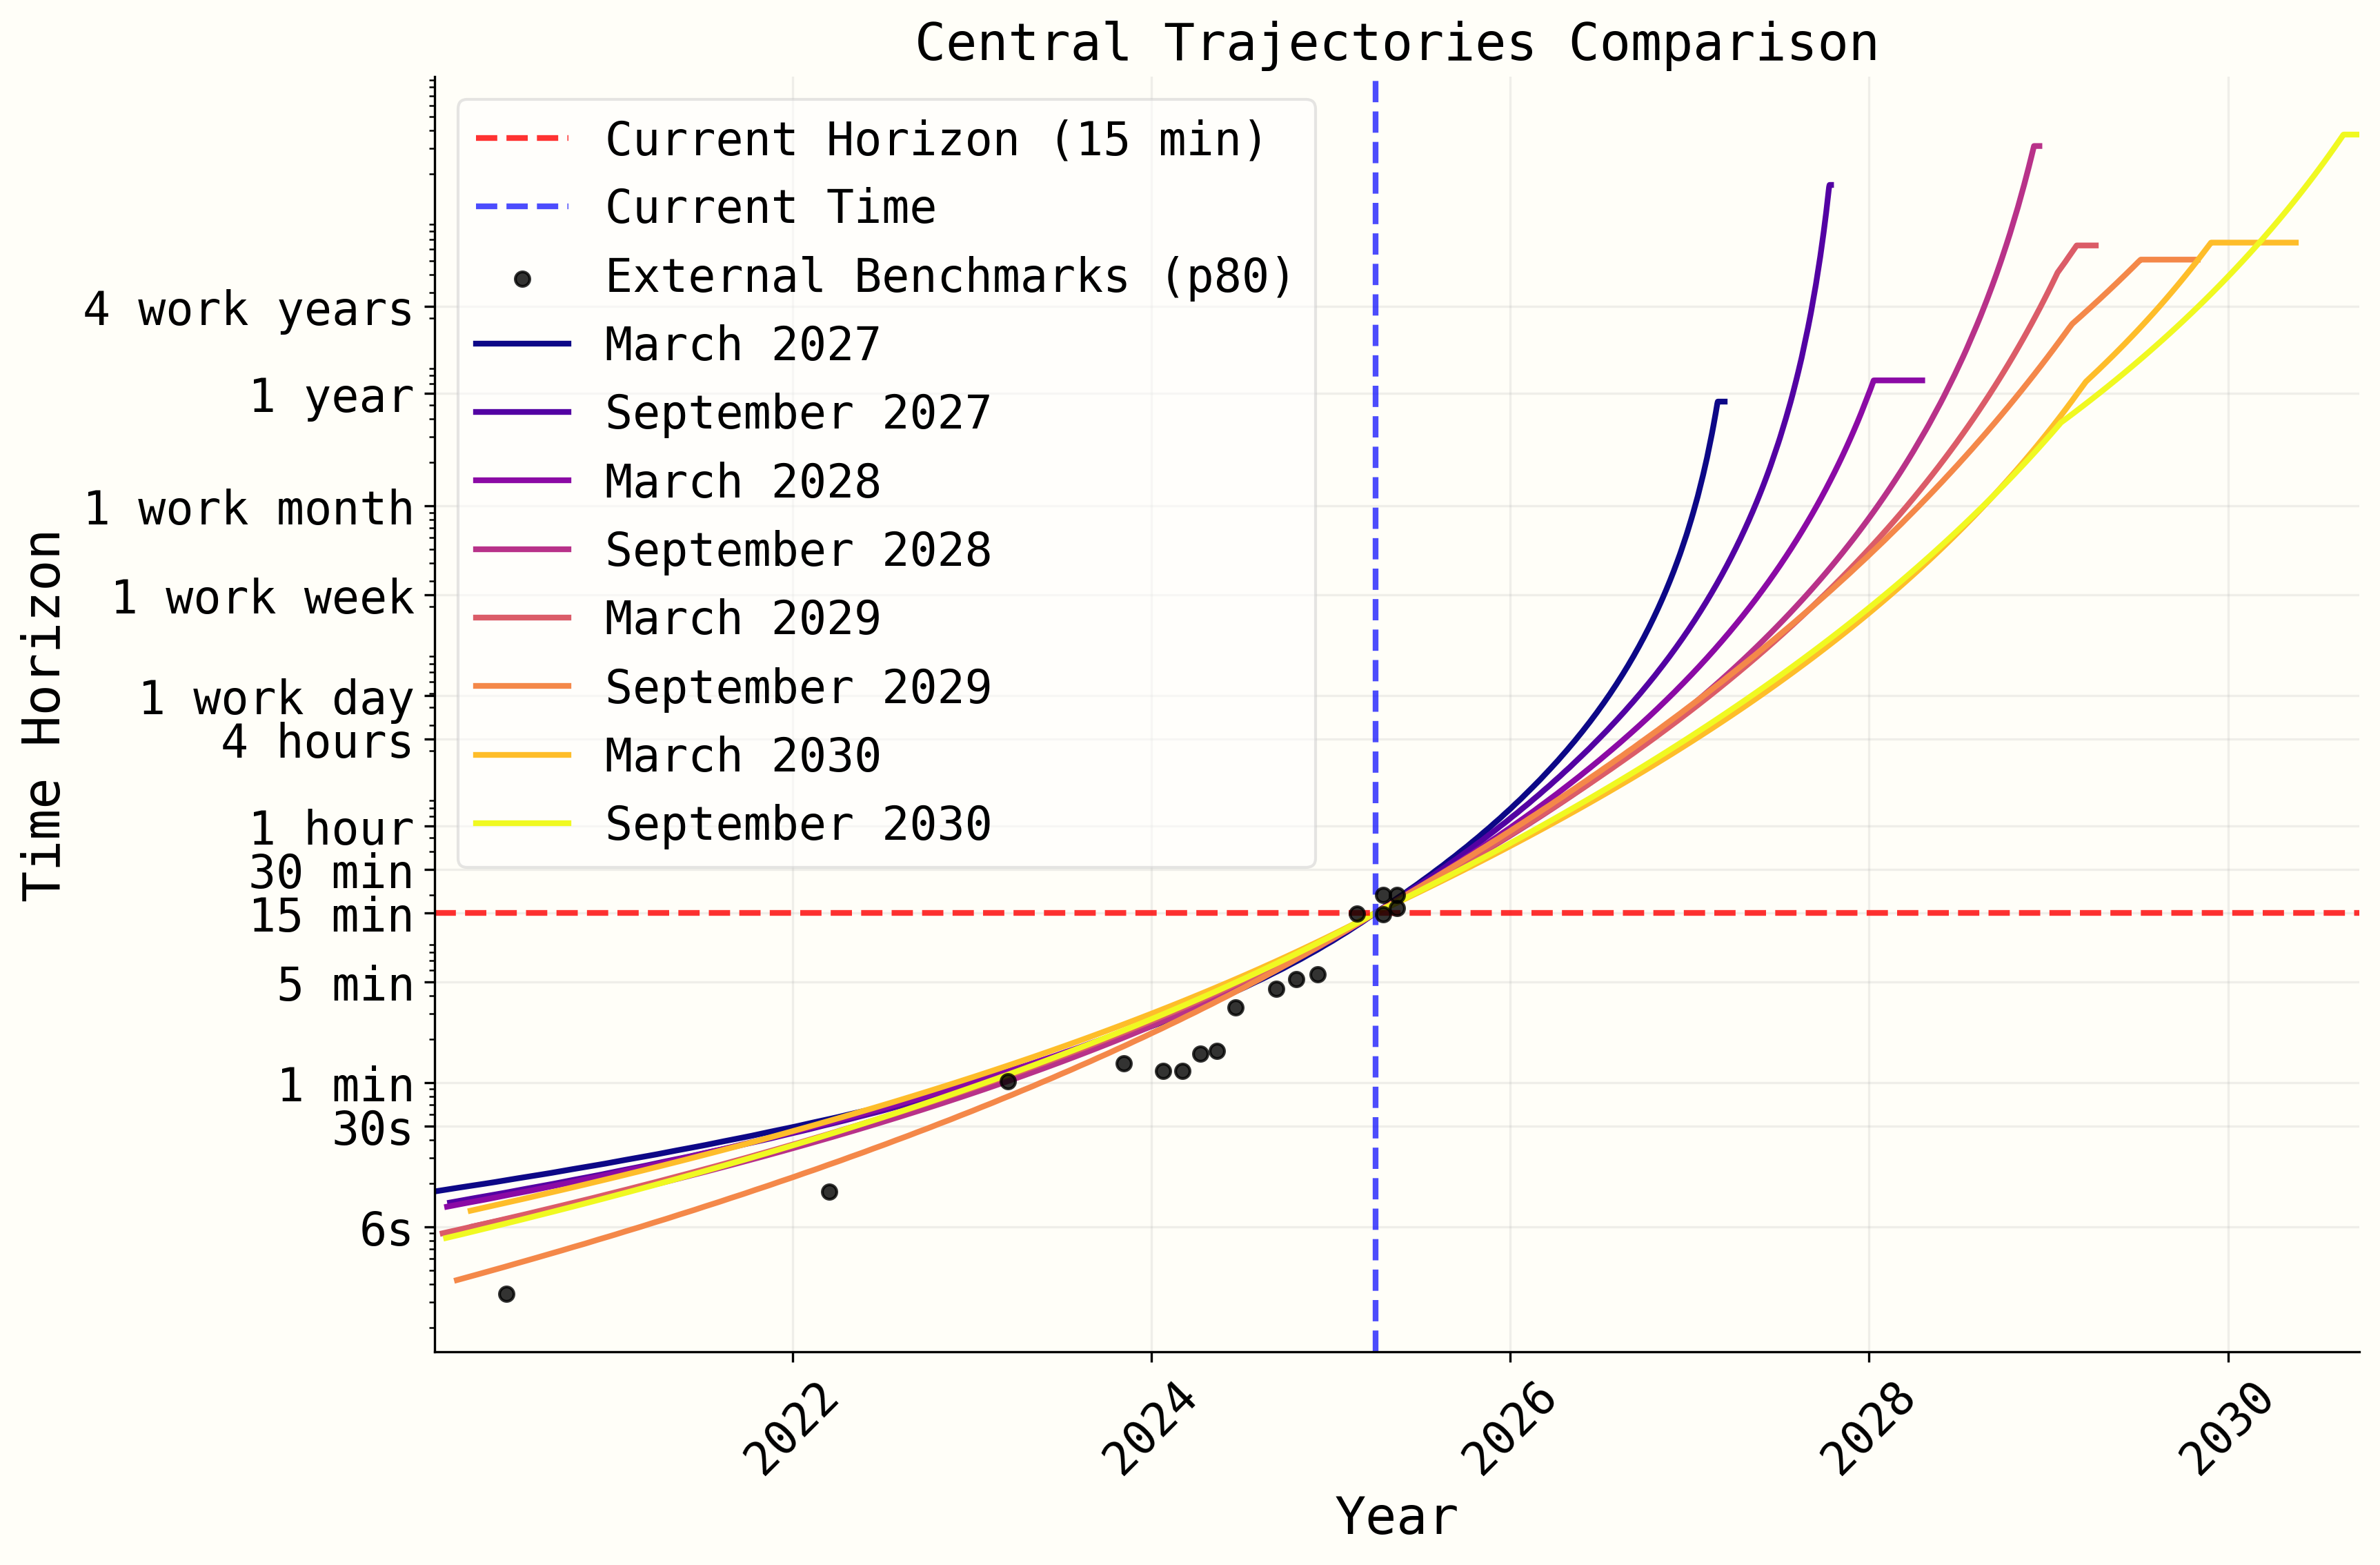 Central Trajectories Comparison
Current Horizon (15 min)
Current Time
External Benchmarks (p80)
March 2027
September 2027
March 2028
September 2028
March 2029
September 2029
March 2030
September 2030
Time Horizon
4 work years
1 year
1 work month
1 work week
1 work day
4 hours
1 hour
30 min
15 min
5 min
1 min
30s
6s
2022
2024
2026
2028
2030
Year